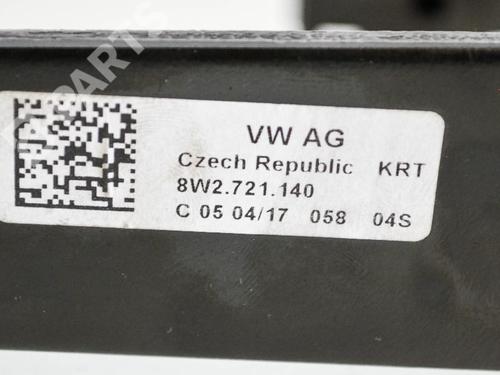 VW AG
Czech Republic KRT
8W2.721.140
C 05 04/17 058 04S